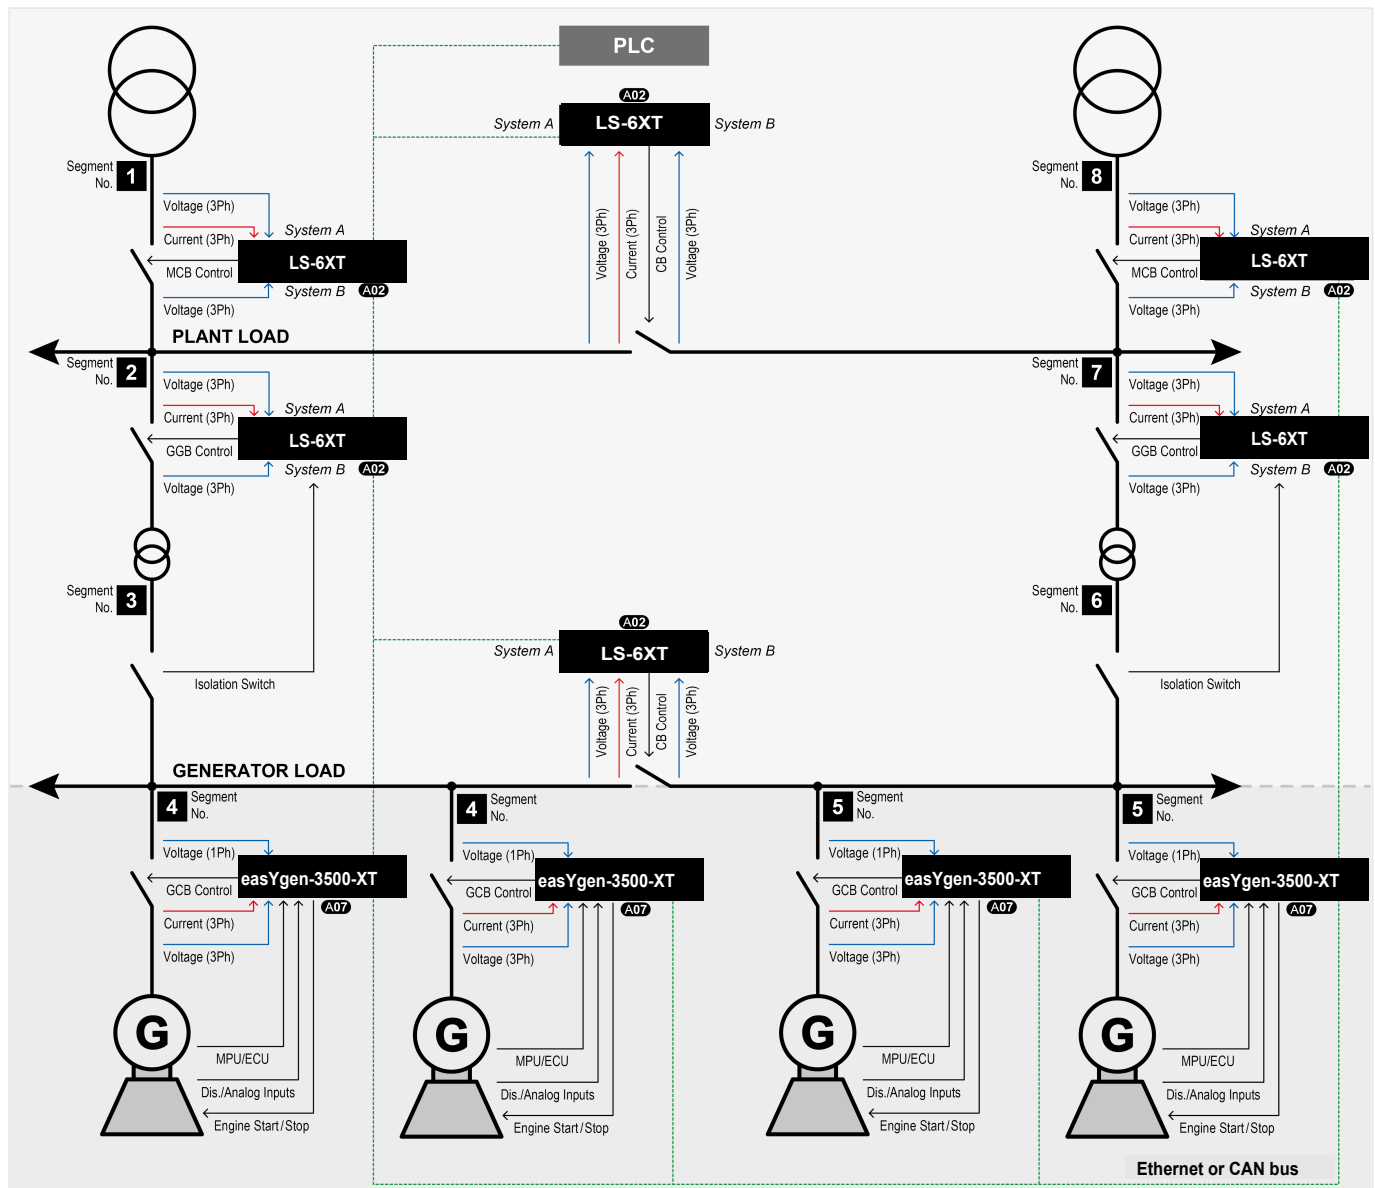 PLC
A02
System A
LS-6XT
System B
Voltage (3Ph)
Current (3Ph)
CB Control
Voltage (3Ph)
Segment
No.
1
Voltage (3Ph)
Current (3Ph)
System A
LS-6XT
MCB Control
System B
A02
Voltage (3Ph)
Segment
No.
8
Voltage (3Ph)
Current (3Ph)
System A
LS-6XT
MCB Control
System B
A02
Voltage (3Ph)
PLANT LOAD
Segment
No.
2
Voltage (3Ph)
Current (3Ph)
System A
LS-6XT
GGB Control
System B
A02
Voltage (3Ph)
Segment
No.
7
Voltage (3Ph)
Current (3Ph)
System A
LS-6XT
GGB Control
System B
A02
Voltage (3Ph)
Segment
No.
3
Isolation Switch
Segment
No.
6
Isolation Switch
A02
System A
LS-6XT
System B
Voltage (3Ph)
Current (3Ph)
CB Control
Voltage (3Ph)
GENERATOR LOAD
4
Segment
No.
Voltage (1Ph)
easYgen-3500-XT
GCB Control
A07
Current (3Ph)
Voltage (3Ph)
G
MPU/ECU
Dis./Analog Inputs
Engine Start/Stop
4
Segment
No.
Voltage (1Ph)
easYgen-3500-XT
GCB Control
A07
Current (3Ph)
Voltage (3Ph)
G
MPU/ECU
Dis./Analog Inputs
Engine Start/Stop
5
Segment
No.
Voltage (1Ph)
easYgen-3500-XT
GCB Control
A07
Current (3Ph)
Voltage (3Ph)
G
MPU/ECU
Dis./Analog Inputs
Engine Start/Stop
5
Segment
No.
Voltage (1Ph)
easYgen-3500-XT
GCB Control
A07
Current (3Ph)
Voltage (3Ph)
G
MPU/ECU
Dis./Analog Inputs
Engine Start/Stop
Ethernet or CAN bus